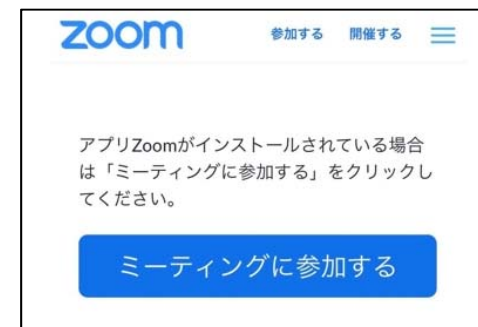 zoom 参加する 開催する
アプリZoomがインストールされている場合
は「ミーティングに参加する」をクリックし
てください。
ミーティングに参加する